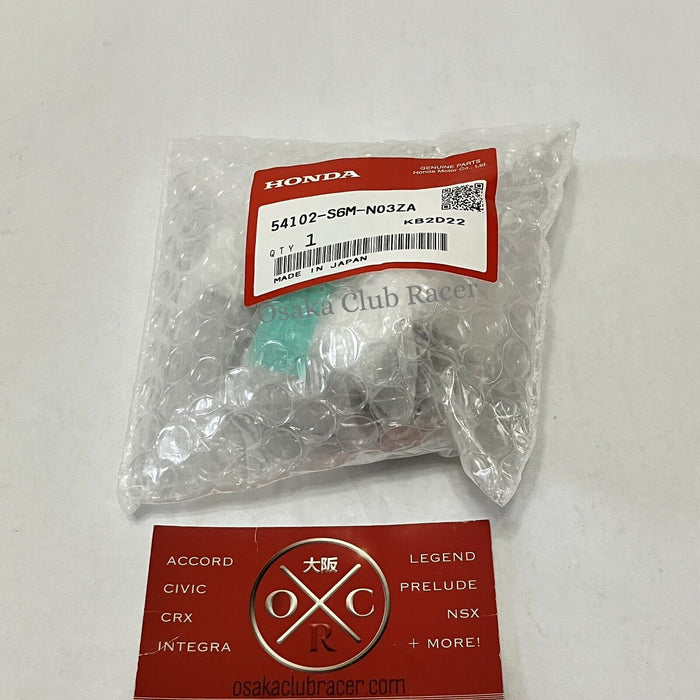 HONDA
GENUINE PARTS
Honda Motor Co., Ltd.
54102-S6M-N03ZA
KB2D22
QTY 1
MADE IN JAPAN
Osaka Club Racer
ACCORD
CIVIC
CRX
INTEGRA
大阪
O C
R
LEGEND
PRELUDE
NSX
+ MORE!
osakaclubracer.com